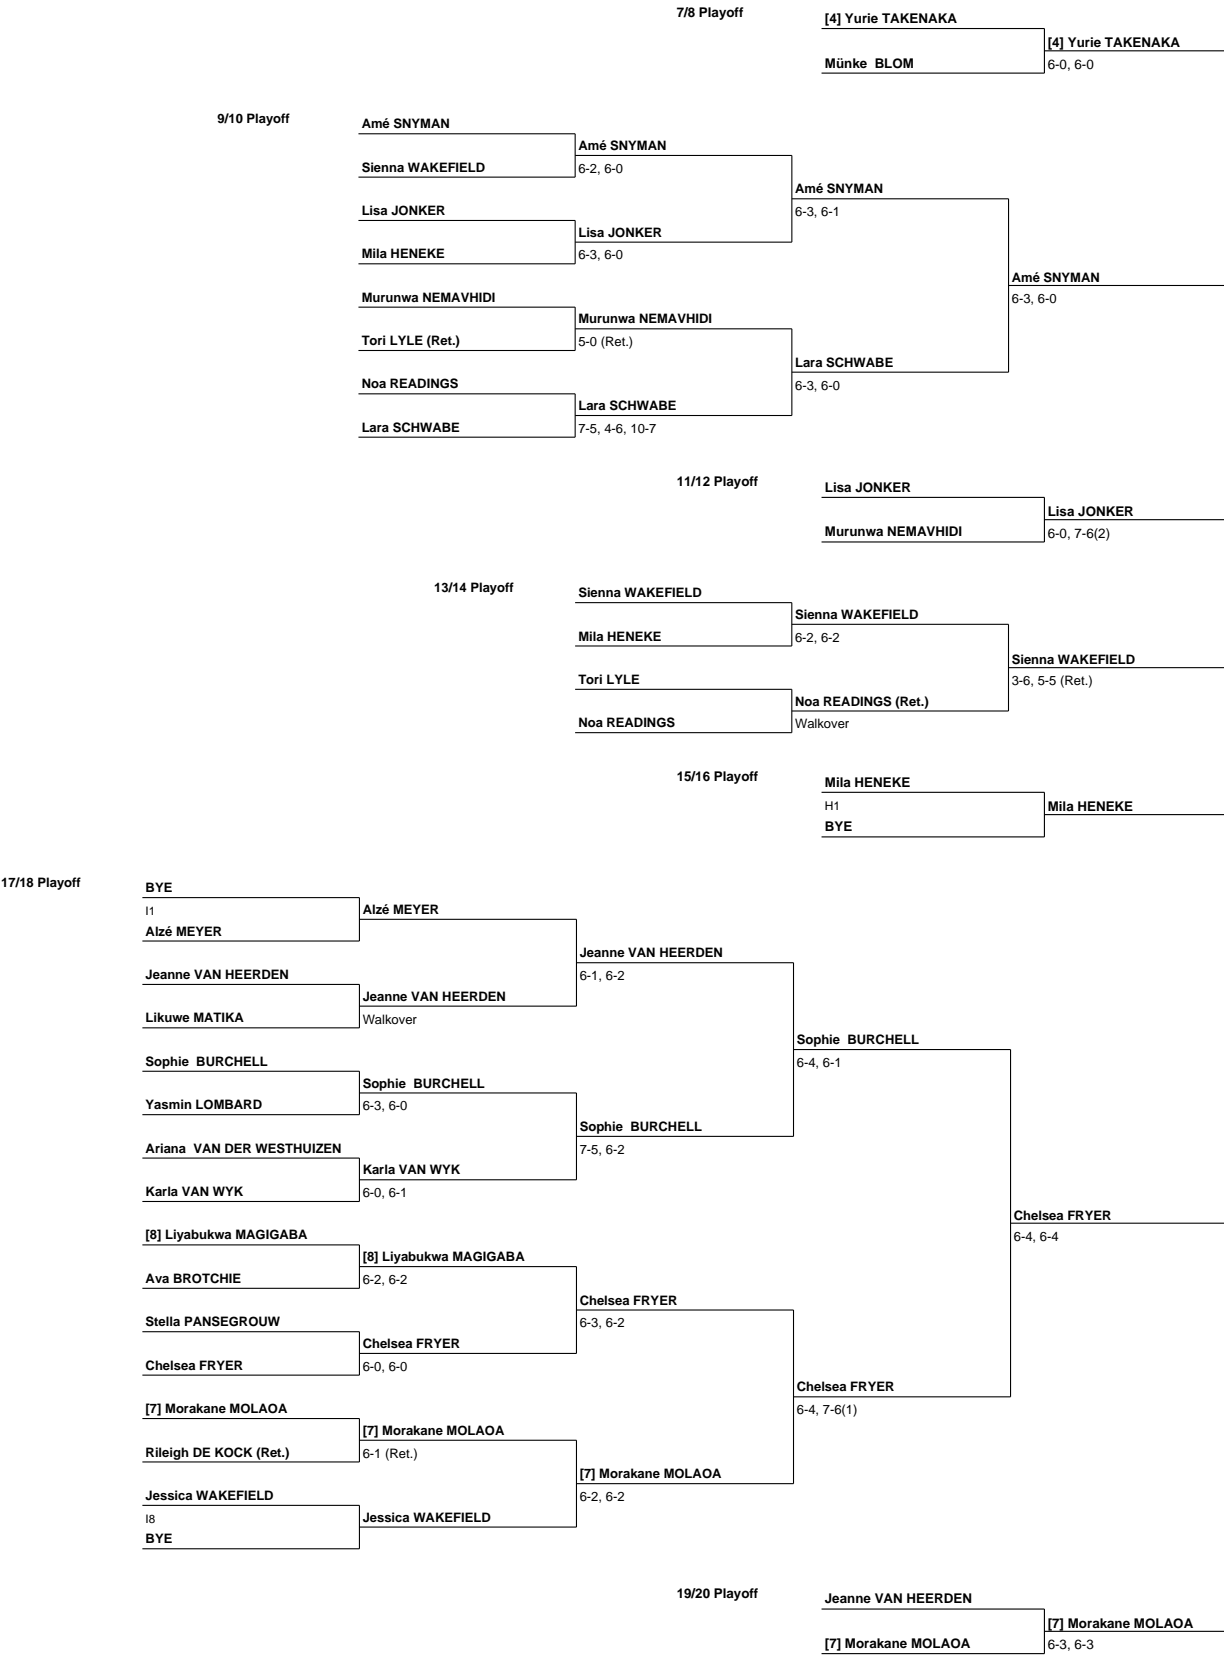 7/8 Playoff
[4] Yurie TAKENAKA
[4] Yurie TAKENAKA
Münke BLOM
6-0, 6-0
9/10 Playoff
Amé SNYMAN
Amé SNYMAN
Sienna WAKEFIELD
6-2, 6-0
Amé SNYMAN
6-3, 6-1
Lisa JONKER
Lisa JONKER
Mila HENEKE
6-3, 6-0
Amé SNYMAN
6-3, 6-0
Murunwa NEMAVHIDI
Murunwa NEMAVHIDI
Tori LYLE (Ret.)
5-0 (Ret.)
Lara SCHWABE
6-3, 6-0
Noa READINGS
Lara SCHWABE
Lara SCHWABE
7-5, 4-6, 10-7
11/12 Playoff
Lisa JONKER
Lisa JONKER
Murunwa NEMAVHIDI
6-0, 7-6(2)
13/14 Playoff
Sienna WAKEFIELD
Sienna WAKEFIELD
Mila HENEKE
6-2, 6-2
Sienna WAKEFIELD
3-6, 5-5 (Ret.)
Tori LYLE
Noa READINGS (Ret.)
Noa READINGS
Walkover
15/16 Playoff
Mila HENEKE
H1
Mila HENEKE
BYE
17/18 Playoff
BYE
I1
Alzé MEYER
Alzé MEYER
Jeanne VAN HEERDEN
6-1, 6-2
Jeanne VAN HEERDEN
Jeanne VAN HEERDEN
Likuwe MATIKA
Walkover
Sophie BURCHELL
6-4, 6-1
Sophie BURCHELL
Sophie BURCHELL
Yasmin LOMBARD
6-3, 6-0
Sophie BURCHELL
7-5, 6-2
Ariana VAN DER WESTHUIZEN
Karla VAN WYK
Karla VAN WYK
6-0, 6-1
Chelsea FRYER
6-4, 6-4
[8] Liyabukwa MAGIGABA
[8] Liyabukwa MAGIGABA
Ava BROTCHIE
6-2, 6-2
Chelsea FRYER
6-3, 6-2
Stella PANSEGROUW
Chelsea FRYER
Chelsea FRYER
6-0, 6-0
Chelsea FRYER
6-4, 7-6(1)
[7] Morakane MOLAOA
[7] Morakane MOLAOA
Rileigh DE KOCK (Ret.)
6-1 (Ret.)
[7] Morakane MOLAOA
6-2, 6-2
Jessica WAKEFIELD
I8
Jessica WAKEFIELD
BYE
19/20 Playoff
Jeanne VAN HEERDEN
[7] Morakane MOLAOA
[7] Morakane MOLAOA
6-3, 6-3